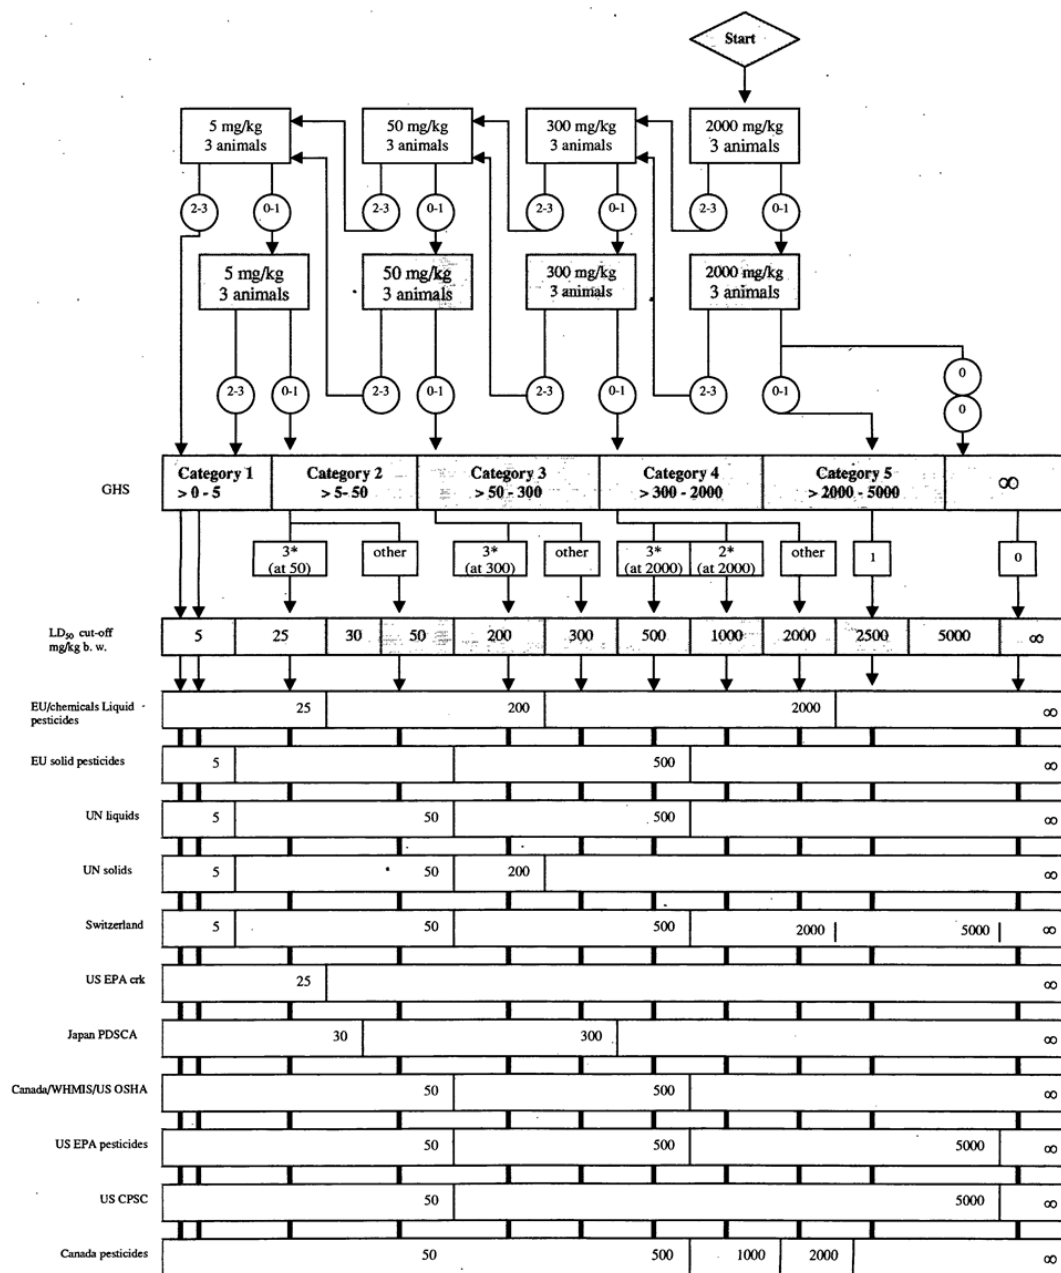 Start
5 mg/kg
3 animals
50 mg/kg
3 animals
300 mg/kg
3 animals
2000 mg/kg
3 animals
2-3
0-1
2-3
0-1
2-3
0-1
2-3
0-1
5 mg/kg
3 animals
50 mg/kg
3 animals
300 mg/kg
3 animals
2000 mg/kg
3 animals
2-3
0-1
2-3
0-1
2-3
0-1
2-3
0-1
0
0
GHS
Category 1
> 0 - 5
Category 2
> 5- 50
Category 3
> 50 - 300
Category 4
> 300 - 2000
Category 5
> 2000 - 5000
∞
3*
(at 50)
other
3*
(at 300)
other
3*
(at 2000)
2*
(at 2000)
other
1
0
LD₅₀ cut-off
mg/kg b. w.
5 25 30 50 200 300 500 1000 2000 2500 5000 ∞
EU/chemicals Liquid
pesticides
25 200 2000 ∞
EU solid pesticides 5 500 ∞
UN liquids 5 50 500 ∞
UN solids 5 50 200 ∞
Switzerland 5 50 500 2000 5000 ∞
US EPA crk 25 ∞
Japan PDSCA 30 300 ∞
Canada/WHMIS/US OSHA 50 500 ∞
US EPA pesticides 50 500 5000 ∞
US CPSC 50 5000 ∞
Canada pesticides 50 500 1000 2000 ∞